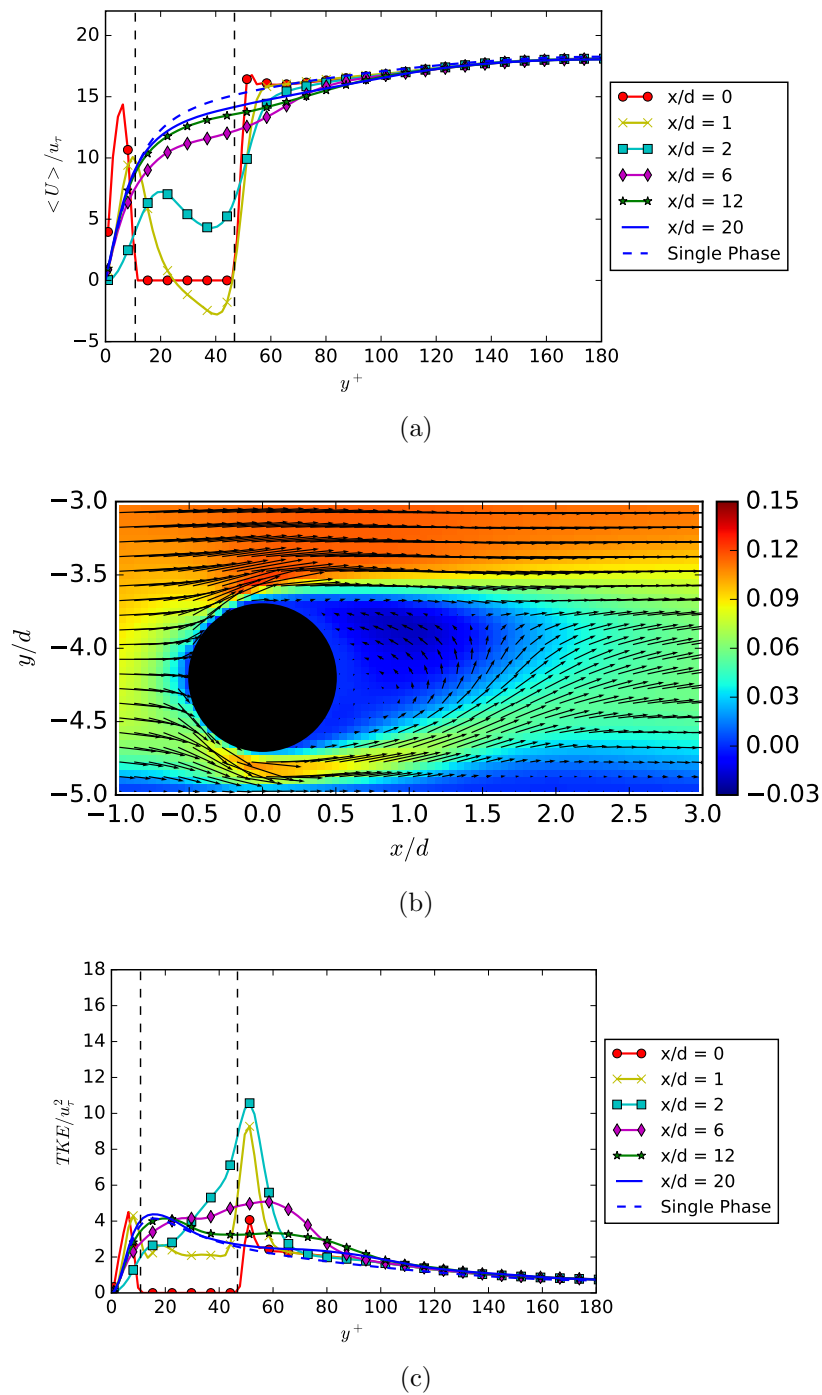 20
15
10
5
0
−5
<U>/u_τ
0 20 40 60 80 100 120 140 160 180
y⁺
x/d = 0
x/d = 1
x/d = 2
x/d = 6
x/d = 12
x/d = 20
Single Phase
(a)
−3.0
−3.5
−4.0
−4.5
−5.0
y/d
−1.0 −0.5 0.0 0.5 1.0 1.5 2.0 2.5 3.0
x/d
0.15
0.12
0.09
0.06
0.03
0.00
−0.03
(b)
18
16
14
12
10
8
6
4
2
0
TKE/u_τ²
0 20 40 60 80 100 120 140 160 180
y⁺
x/d = 0
x/d = 1
x/d = 2
x/d = 6
x/d = 12
x/d = 20
Single Phase
(c)